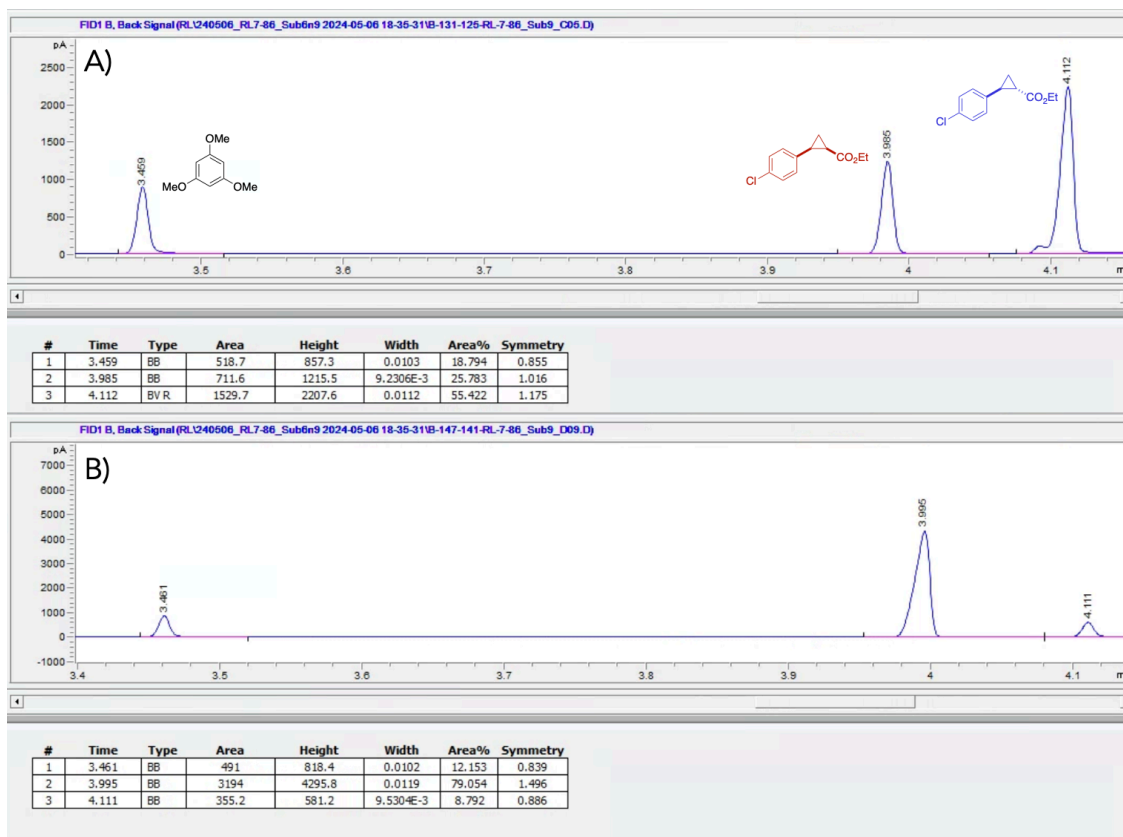 FID1 B, Back Signal (RL\240506_RL7-86_Sub6n9 2024-05-06 18-35-31\B-131-125-RL-7-86_Sub9_C05.D)
pA
A)
2500
2000
1500
1000
500
0
3.459
OMe
MeO
OMe
Cl
CO2Et
3.985
Cl
CO2Et
4.112
3.5
3.6
3.7
3.8
3.9
4
4.1
m
# Time Type Area Height Width Area% Symmetry
1 3.459 BB 518.7 857.3 0.0103 18.794 0.855
2 3.985 BB 711.6 1215.5 9.2306E-3 25.783 1.016
3 4.112 BV R 1529.7 2207.6 0.0112 55.422 1.175
FID1 B, Back Signal (RL\240506_RL7-86_Sub6n9 2024-05-06 18-35-31\B-147-141-RL-7-86_Sub9_D09.D)
pA
B)
7000
6000
5000
4000
3000
2000
1000
0
-1000
3.461
3.995
4.111
3.4
3.5
3.6
3.7
3.8
3.9
4
4.1
m
# Time Type Area Height Width Area% Symmetry
1 3.461 BB 491 818.4 0.0102 12.153 0.839
2 3.995 BB 3194 4295.8 0.0119 79.054 1.496
3 4.111 BB 355.2 581.2 9.5304E-3 8.792 0.886